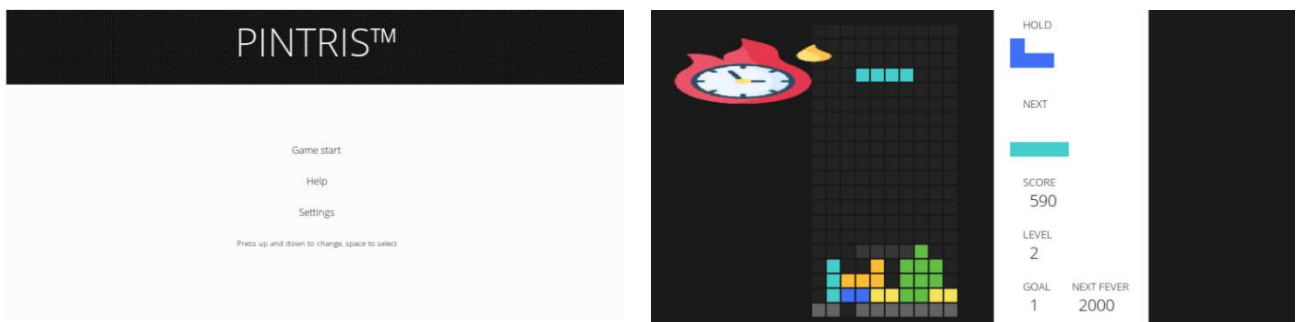 PINTRIS™
Game start
Help
Settings
Press up and down to change, space to select
HOLD
NEXT
SCORE
590
LEVEL
2
GOAL NEXT FEVER
1 2000